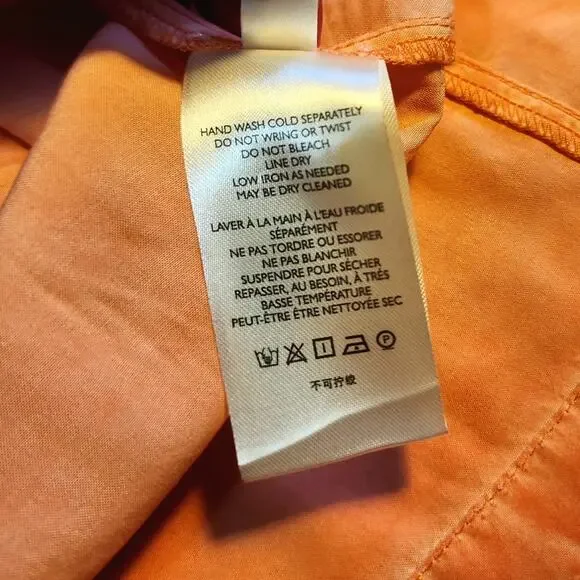 HAND WASH COLD SEPARATELY
DO NOT WRING OR TWIST
DO NOT BLEACH
LINE DRY
LOW IRON AS NEEDED
MAY BE DRY CLEANED
LAVER À LA MAIN À L'EAU FROIDE
SÉPARÉMENT
NE PAS TORDRE OU ESSORER
NE PAS BLANCHIR
SUSPENDRE POUR SÉCHER
REPASSER, AU BESOIN, À TRÈS
BASSE TEMPÉRATURE
PEUT-ÊTRE ÊTRE NETTOYÉE SEC
P
不可拧绞